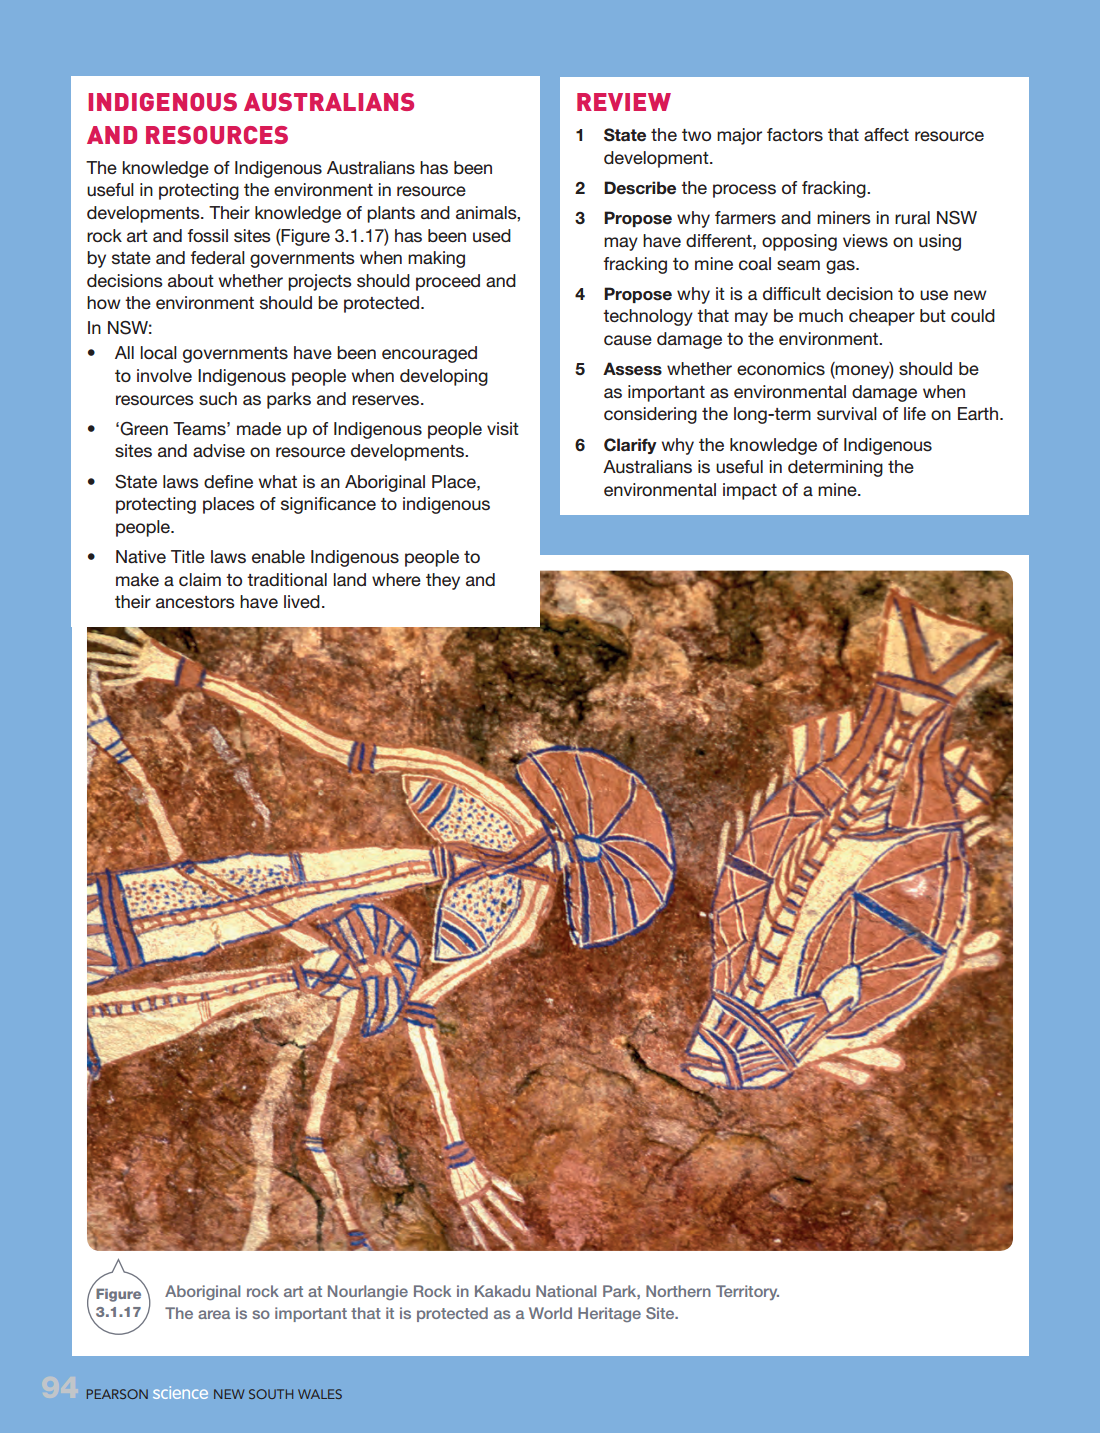 INDIGENOUS AUSTRALIANS
AND RESOURCES
The knowledge of Indigenous Australians has been
useful in protecting the environment in resource
developments. Their knowledge of plants and animals,
rock art and fossil sites (Figure 3.1.17) has been used
by state and federal governments when making
decisions about whether projects should proceed and
how the environment should be protected.
In NSW:
• All local governments have been encouraged
to involve Indigenous people when developing
resources such as parks and reserves.
• ‘Green Teams’ made up of Indigenous people visit
sites and advise on resource developments.
• State laws define what is an Aboriginal Place,
protecting places of significance to indigenous
people.
• Native Title laws enable Indigenous people to
make a claim to traditional land where they and
their ancestors have lived.
REVIEW
1 State the two major factors that affect resource
development.
2 Describe the process of fracking.
3 Propose why farmers and miners in rural NSW
may have different, opposing views on using
fracking to mine coal seam gas.
4 Propose why it is a difficult decision to use new
technology that may be much cheaper but could
cause damage to the environment.
5 Assess whether economics (money) should be
as important as environmental damage when
considering the long-term survival of life on Earth.
6 Clarify why the knowledge of Indigenous
Australians is useful in determining the
environmental impact of a mine.
Figure
3.1.17
Aboriginal rock art at Nourlangie Rock in Kakadu National Park, Northern Territory.
The area is so important that it is protected as a World Heritage Site.
94 PEARSON science NEW SOUTH WALES